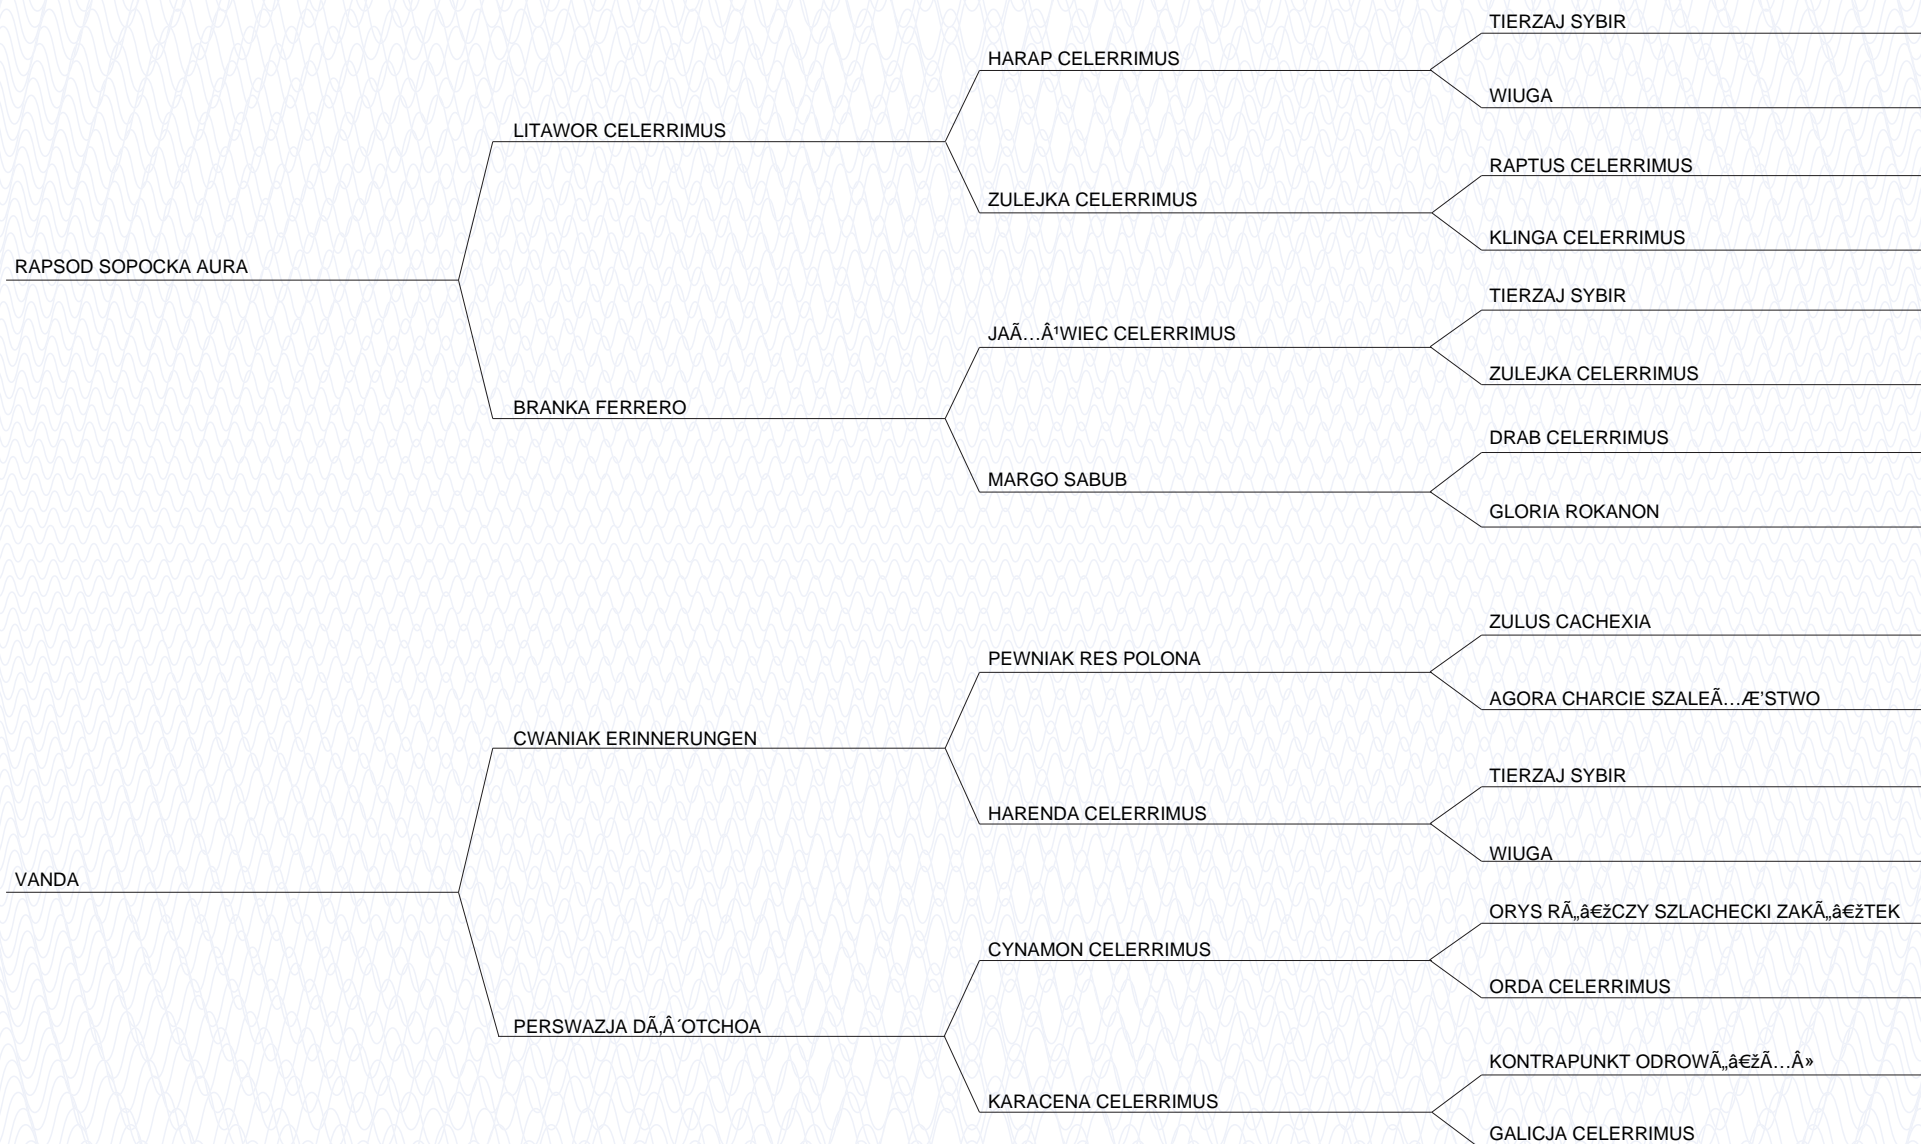 TIERZAJ SYBIR
HARAP CELERRIMUS
WIUGA
LITAWOR CELERRIMUS
RAPTUS CELERRIMUS
ZULEJKA CELERRIMUS
KLINGA CELERRIMUS
RAPSOD SOPOCKA AURA
TIERZAJ SYBIR
JAÃ…Â¹WIEC CELERRIMUS
ZULEJKA CELERRIMUS
BRANKA FERRERO
DRAB CELERRIMUS
MARGO SABUB
GLORIA ROKANON
ZULUS CACHEXIA
PEWNIAK RES POLONA
AGORA CHARCIE SZALEÃ…Æ’STWO
CWANIAK ERINNERUNGEN
TIERZAJ SYBIR
HARENDA CELERRIMUS
WIUGA
VANDA
ORYS RÃ„â€žCZY SZLACHECKI ZAKÃ„â€žTEK
CYNAMON CELERRIMUS
ORDA CELERRIMUS
PERSWAZJA DÃ‚Â´OTCHOA
KONTRAPUNKT ODROWÃ„â€žÃ…Â»
KARACENA CELERRIMUS
GALICJA CELERRIMUS